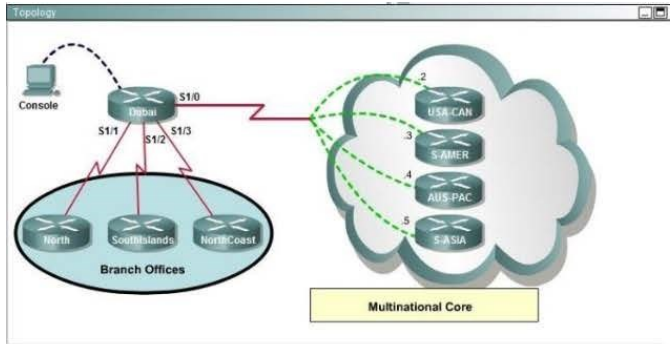 Topology
Console
Dubai
S1/0
S1/1
S1/2
S1/3
North
SouthIslands
NorthCoast
Branch Offices
.2
USA-CAN
.3
S-AMER
.4
AUS-PAC
.5
S-ASIA
Multinational Core